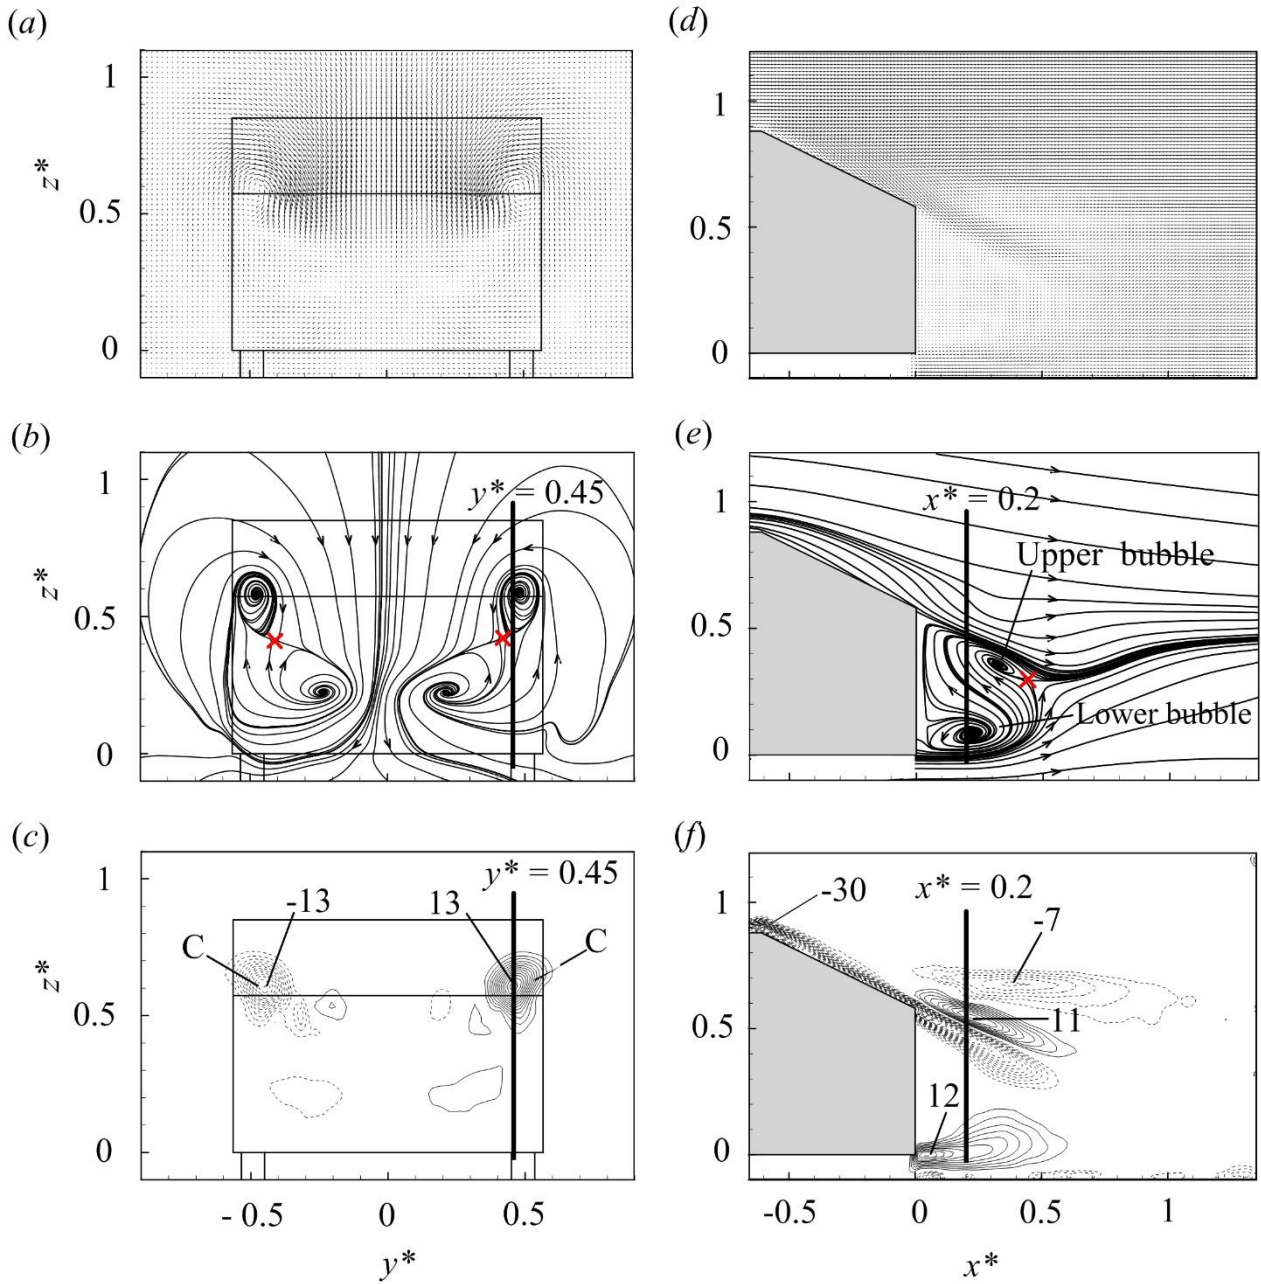 (a)
1
z*
0.5
0
(d)
1
0.5
0
(b)
1
y* = 0.45
z*
0.5
0
(e)
1
x* = 0.2
Upper bubble
0.5
Lower bubble
0
(c)
1
y* = 0.45
-13
13
C
C
z*
0.5
0
- 0.5
0
0.5
y*
(f)
-30
x* = 0.2
1
-7
0.5
11
12
0
-0.5
0
0.5
1
x*